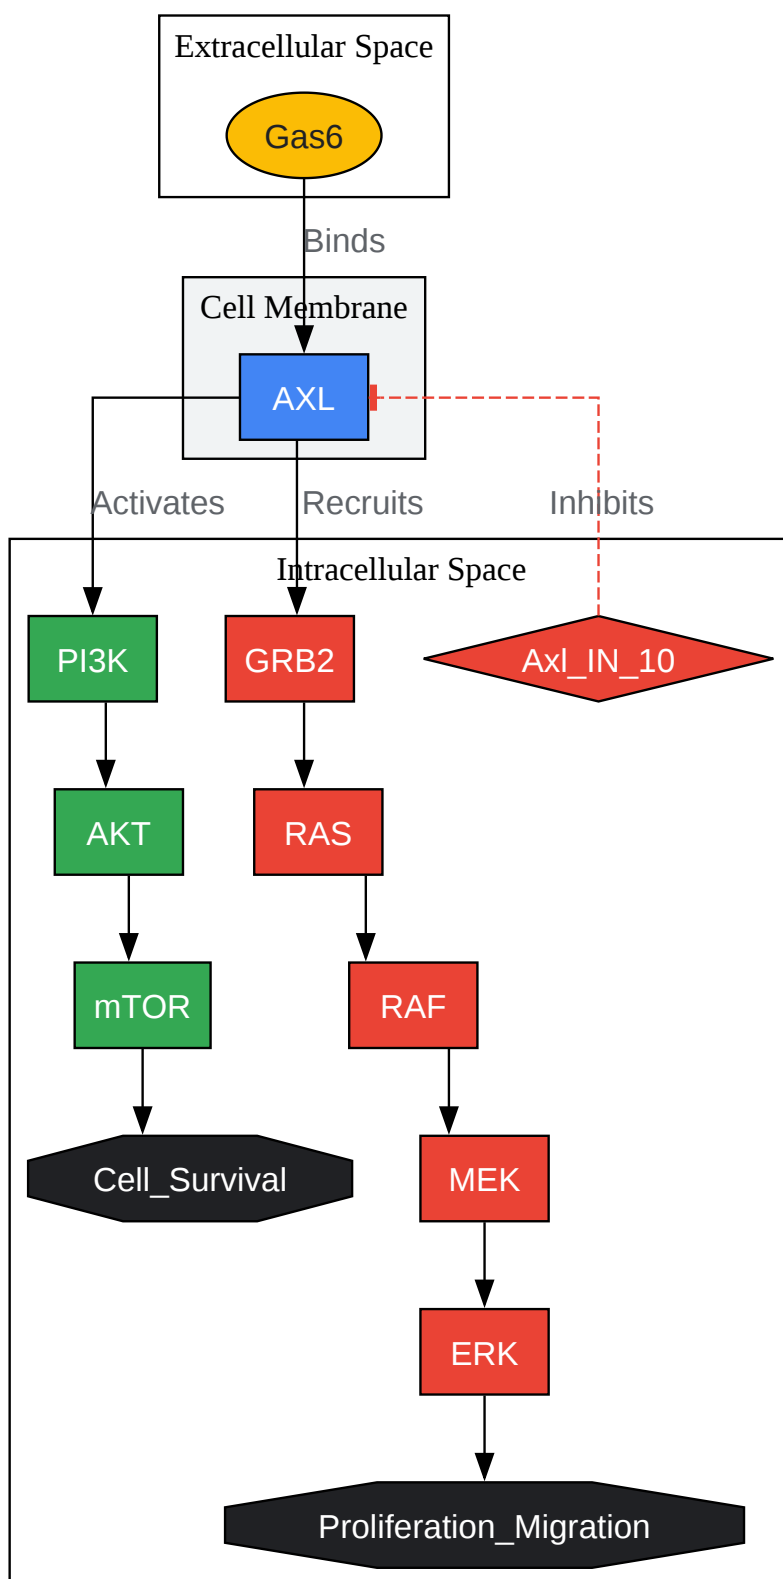 Extracellular Space
Gas6
Binds
Cell Membrane
AXL
Activates
Recruits
Inhibits
Intracellular Space
PI3K
GRB2
Axl_IN_10
AKT
RAS
mTOR
RAF
Cell_Survival
MEK
ERK
Proliferation_Migration